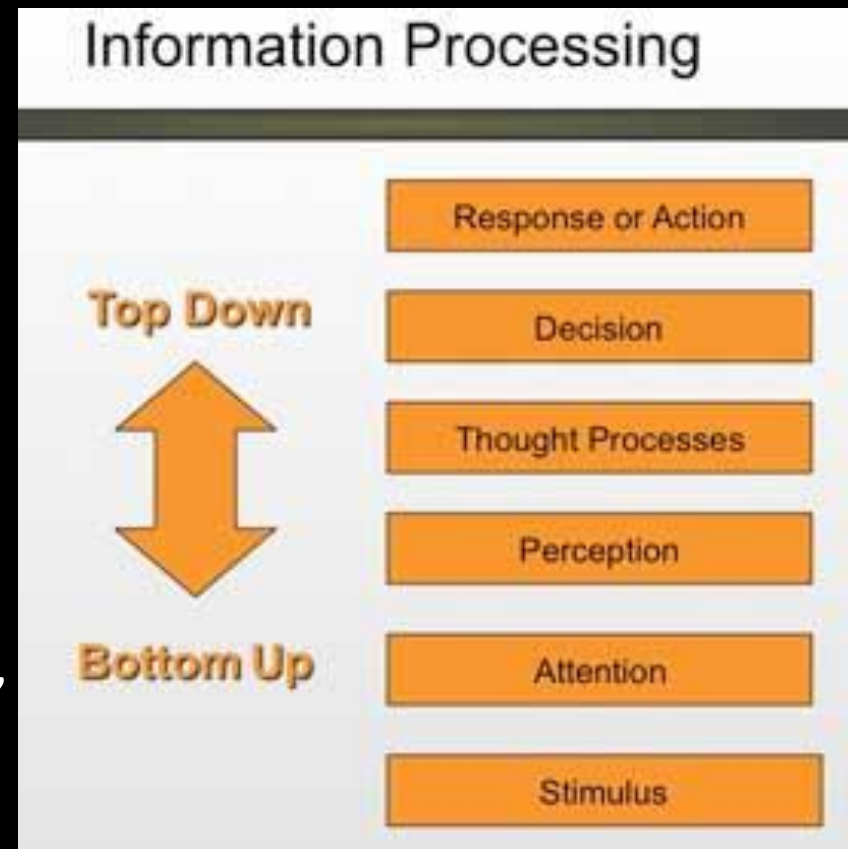 Information Processing
Response or Action
Top Down
Decision
Thought Processes
Perception
Bottom Up
Attention
Stimulus